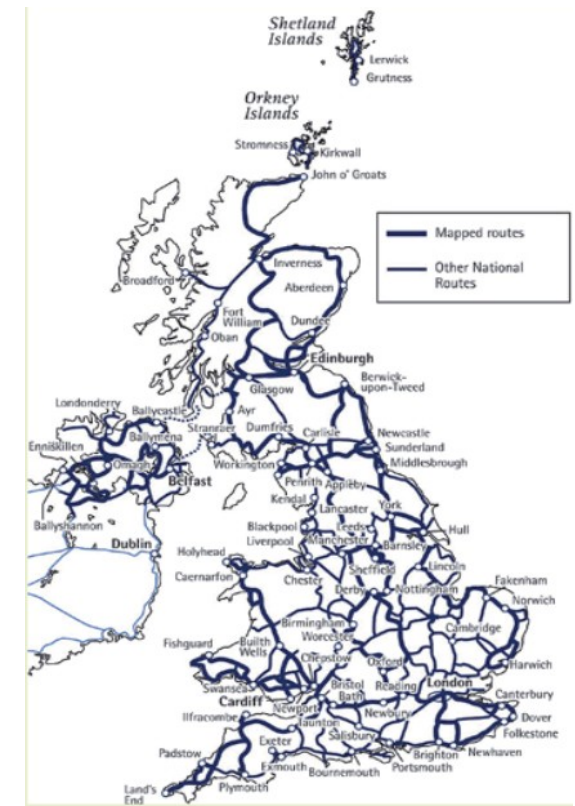 Shetland
Islands
Lerwick
Grutness
Orkney
Islands
Stromness
Kirkwall
John o' Groats
Mapped routes
Other National
Routes
Inverness
Broadford
Aberdeen
Fort
William
Dundee
Oban
Edinburgh
Berwick-
upon-Tweed
Glasgow
Londonderry
Ballycastle
Ayr
Stranraer
Dumfries
Carlisle
Newcastle
Ballymena
Enniskillen
Sunderland
Omagh
Workington
Middlesbrough
Belfast
Penrith
Appleby
Kendal
Lancaster
York
Ballyshannon
Blackpool
Leeds
Hull
Liverpool
Manchester
Barnsley
Dublin
Holyhead
Sheffield
Lincoln
Caernarfon
Chester
Derby
Nottingham
Fakenham
Norwich
Birmingham
Worcester
Cambridge
Fishguard
Builth
Wells
Chepstow
Oxford
Harwich
Swansea
Bristol
Reading
London
Cardiff
Bath
Canterbury
Newport
Newbury
Dover
Ilfracombe
Taunton
Folkestone
Salisbury
Exeter
Brighton
Newhaven
Padstow
Exmouth
Bournemouth
Portsmouth
Plymouth
Land's
End